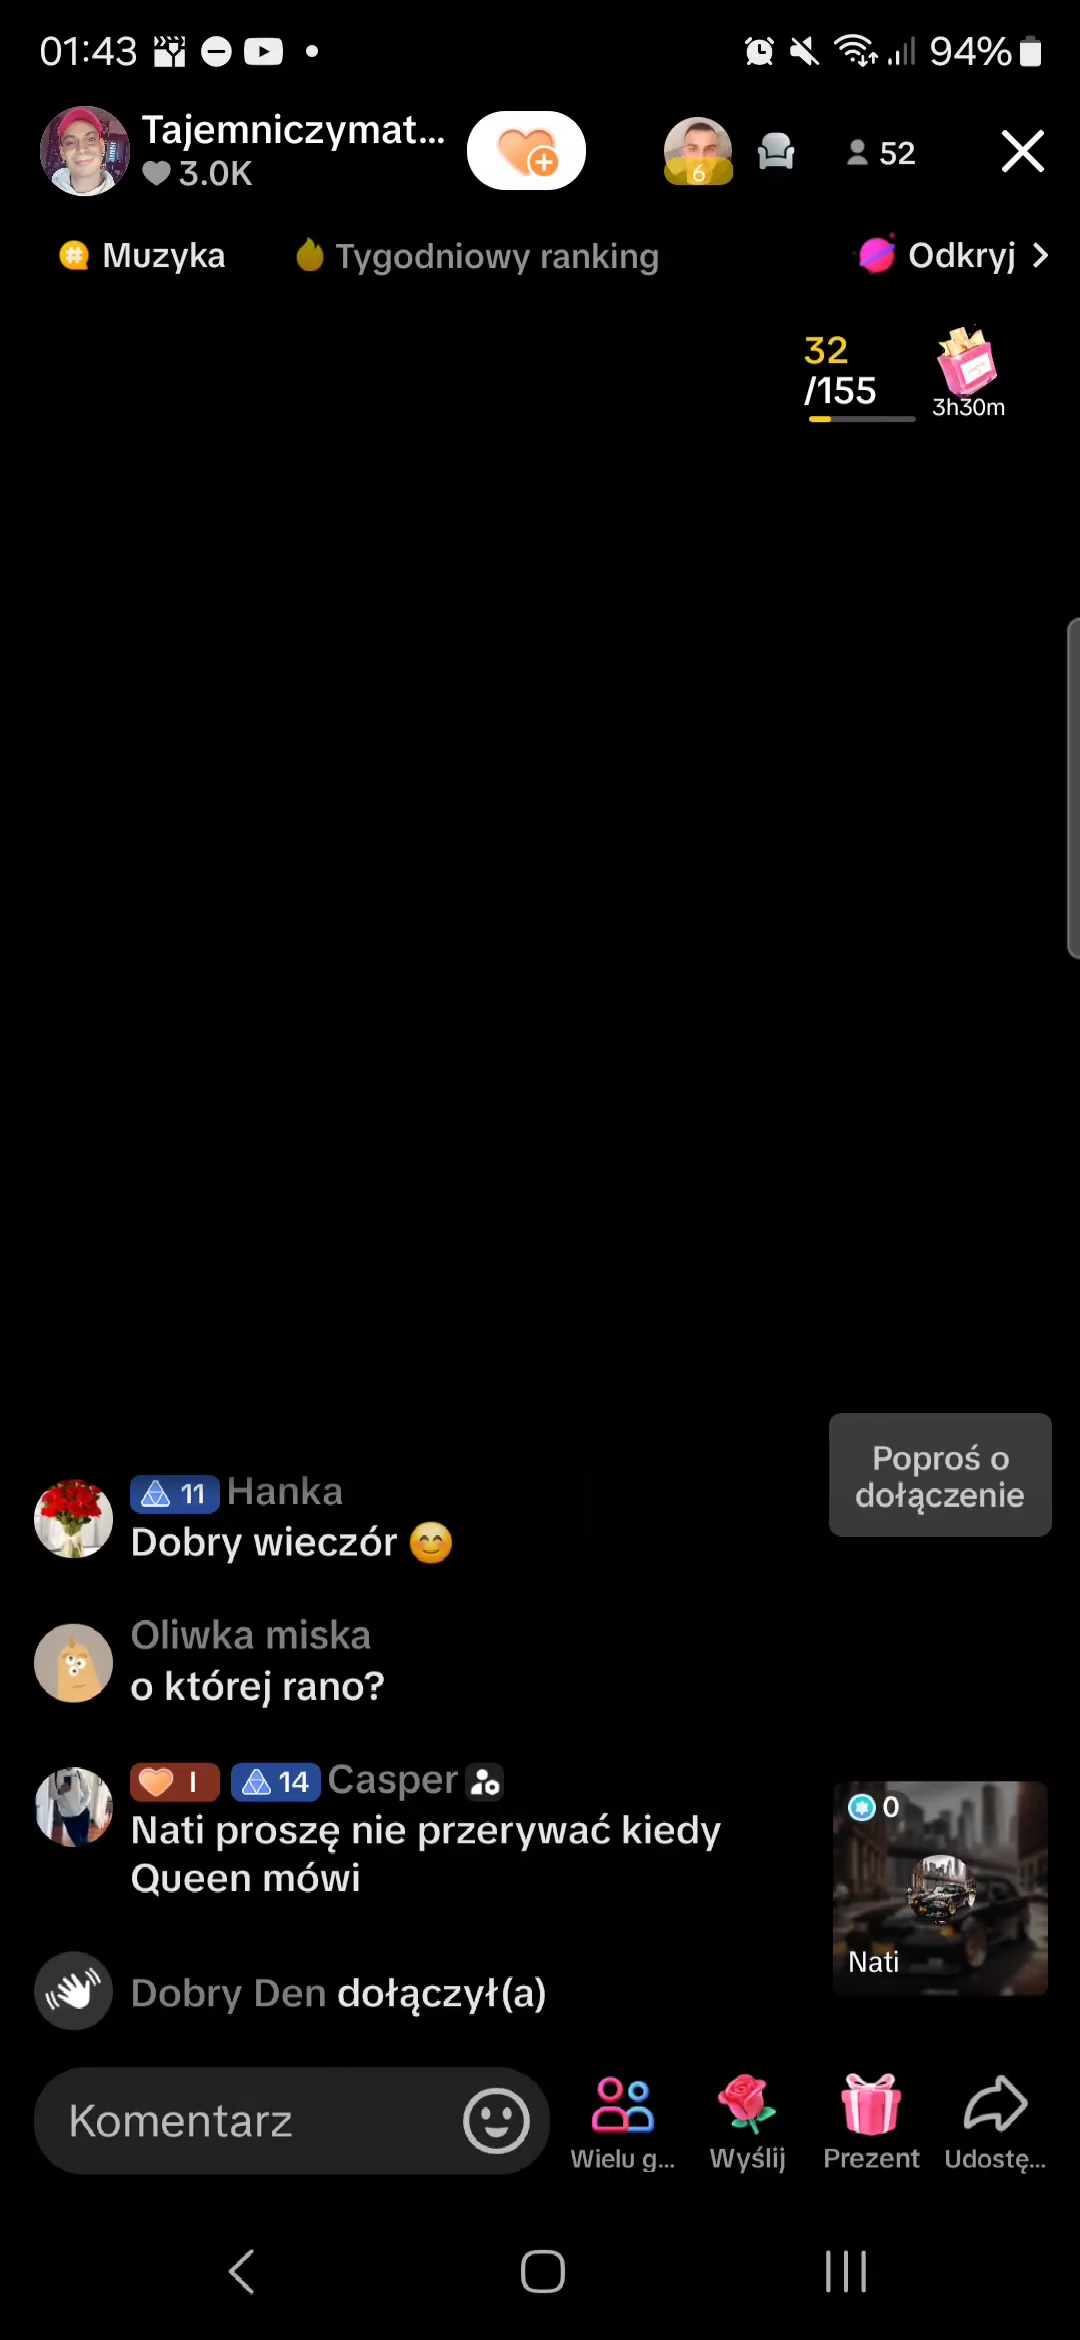 01:43
94%
Tajemniczymat...
3.0K
6
52
Muzyka
Tygodniowy ranking
Odkryj
32
/155
3h30m
Poproś o
dołączenie
11 Hanka
Dobry wieczór 😊
Oliwka miska
o której rano?
I 14 Casper
Nati proszę nie przerywać kiedy
Queen mówi
0
Nati
Dobry Den dołączył(a)
Komentarz
Wielu g...
Wyślij
Prezent
Udostę...